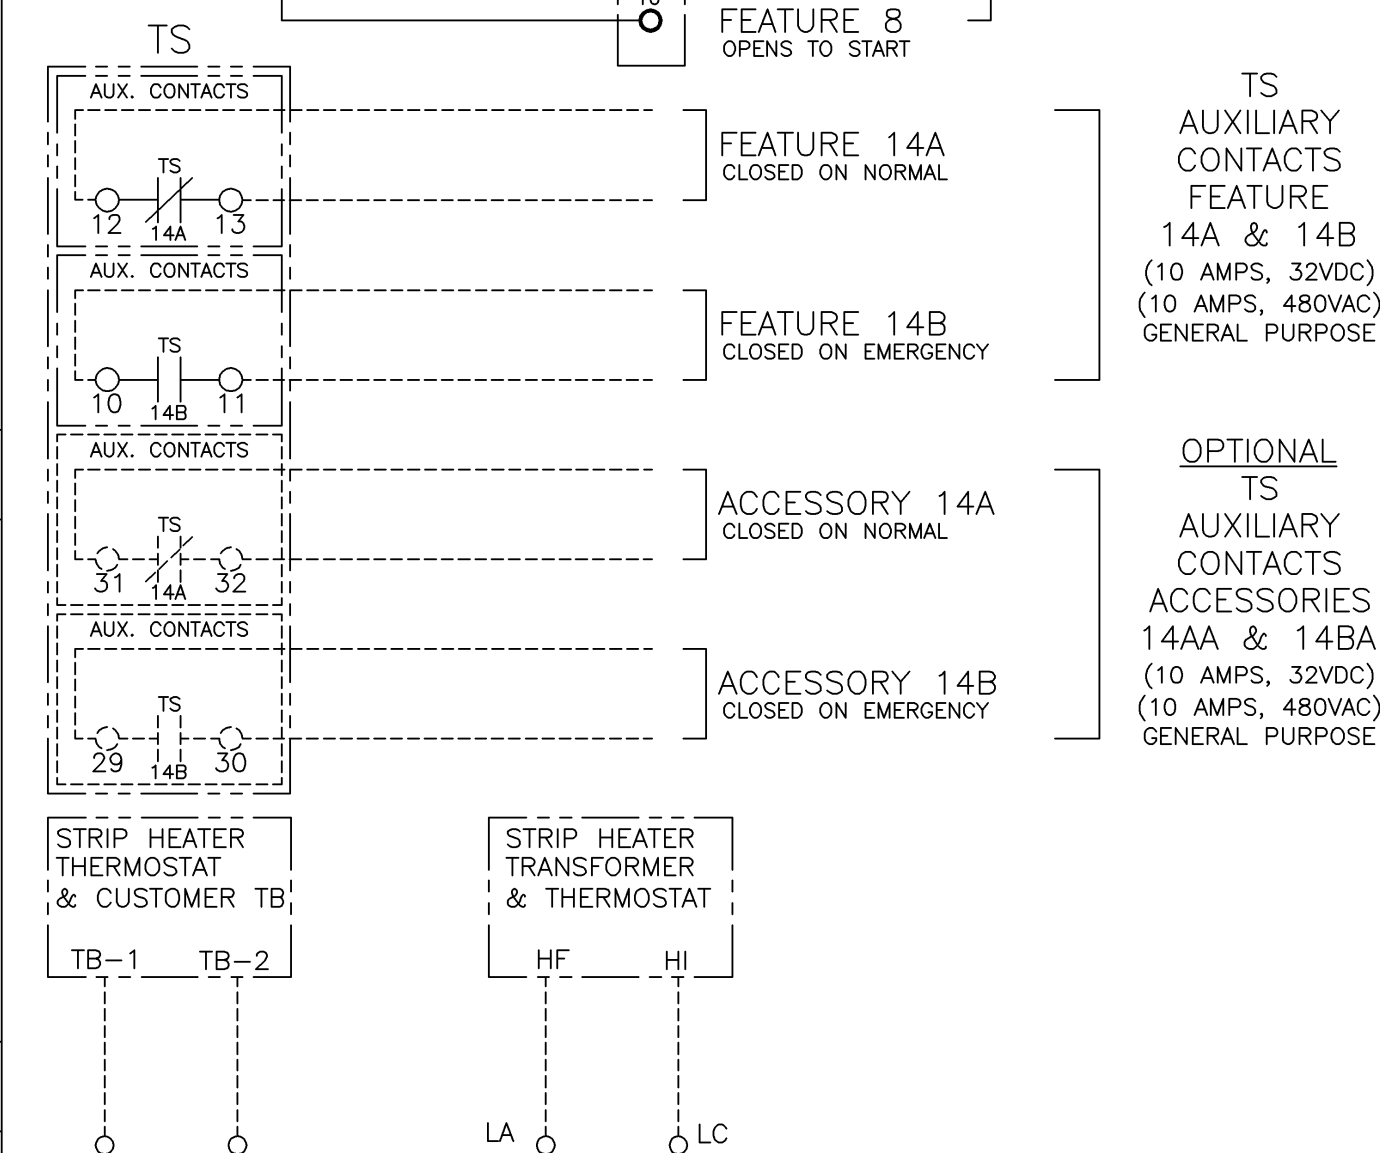 FEATURE 8
OPENS TO START
TS
AUX. CONTACTS
TS
12 13
14A
FEATURE 14A
CLOSED ON NORMAL
AUX. CONTACTS
TS
10 11
14B
FEATURE 14B
CLOSED ON EMERGENCY
TS
AUXILIARY
CONTACTS
FEATURE
14A & 14B
(10 AMPS, 32VDC)
(10 AMPS, 480VAC)
GENERAL PURPOSE
AUX. CONTACTS
TS
31 32
14A
ACCESSORY 14A
CLOSED ON NORMAL
AUX. CONTACTS
TS
29 30
14B
ACCESSORY 14B
CLOSED ON EMERGENCY
OPTIONAL
TS
AUXILIARY
CONTACTS
ACCESSORIES
14AA & 14BA
(10 AMPS, 32VDC)
(10 AMPS, 480VAC)
GENERAL PURPOSE
STRIP HEATER
THERMOSTAT
& CUSTOMER TB
TB-1 TB-2
STRIP HEATER
TRANSFORMER
& THERMOSTAT
HF HI
LA LC